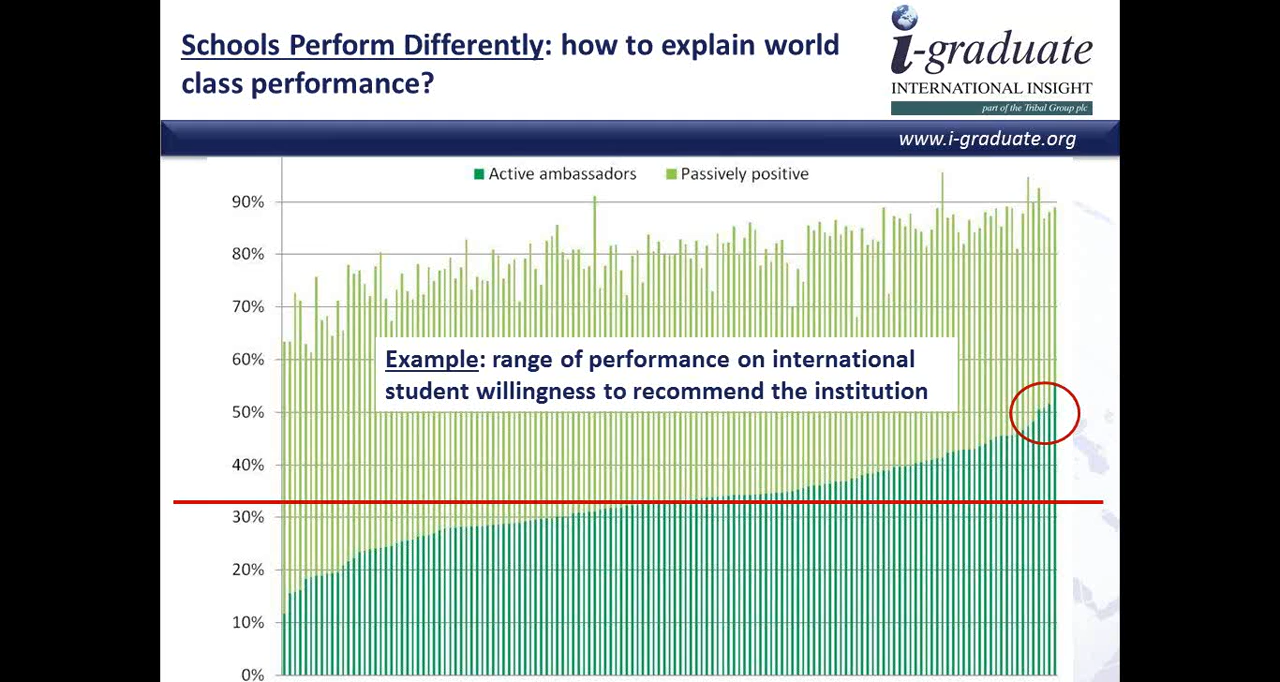 Schools Perform Differently: how to explain world
class performance?
i-graduate
INTERNATIONAL INSIGHT
part of the Tribal Group plc
www.i-graduate.org
Active ambassadors
Passively positive
90%
80%
70%
60%
50%
40%
30%
20%
10%
0%
Example: range of performance on international
student willingness to recommend the institution